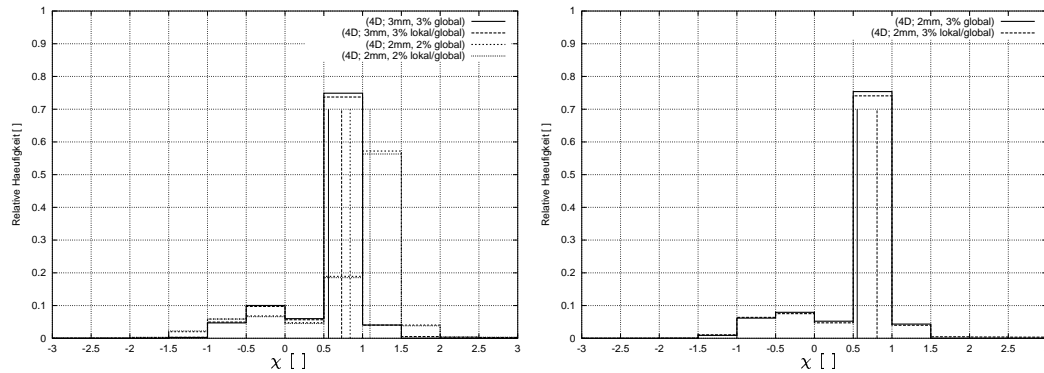 (4D; 3mm, 3% global)
(4D; 3mm, 3% lokal/global)
(4D; 2mm, 2% global)
(4D; 2mm, 2% lokal/global)
Relative Haeufigkeit [ ]
1
0.9
0.8
0.7
0.6
0.5
0.4
0.3
0.2
0.1
0
-3 -2.5 -2 -1.5 -1 -0.5 0 0.5 1 1.5 2 2.5 3
χ [ ]
(4D; 2mm, 3% global)
(4D; 2mm, 3% lokal/global)
Relative Haeufigkeit [ ]
1
0.9
0.8
0.7
0.6
0.5
0.4
0.3
0.2
0.1
0
-3 -2.5 -2 -1.5 -1 -0.5 0 0.5 1 1.5 2 2.5
χ [ ]